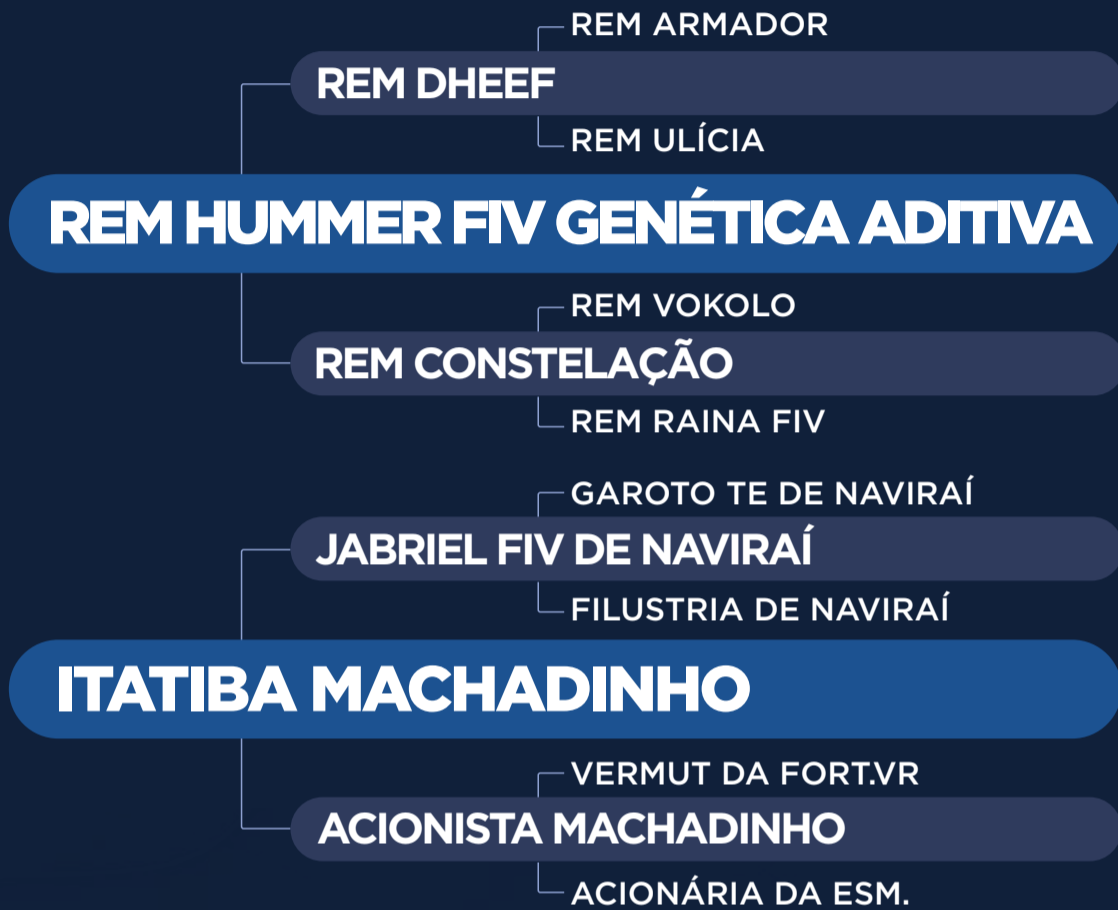 REM ARMADOR
REM DHEEF
REM ULÍCIA
REM HUMMER FIV GENÉTICA ADITIVA
REM VOKOLO
REM CONSTELAÇÃO
REM RAINA FIV
GAROTO TE DE NAVIRAÍ
JABRIEL FIV DE NAVIRAÍ
FILUSTRIA DE NAVIRAÍ
ITATIBA MACHADINHO
VERMUT DA FORT.VR
ACIONISTA MACHADINHO
ACIONÁRIA DA ESM.